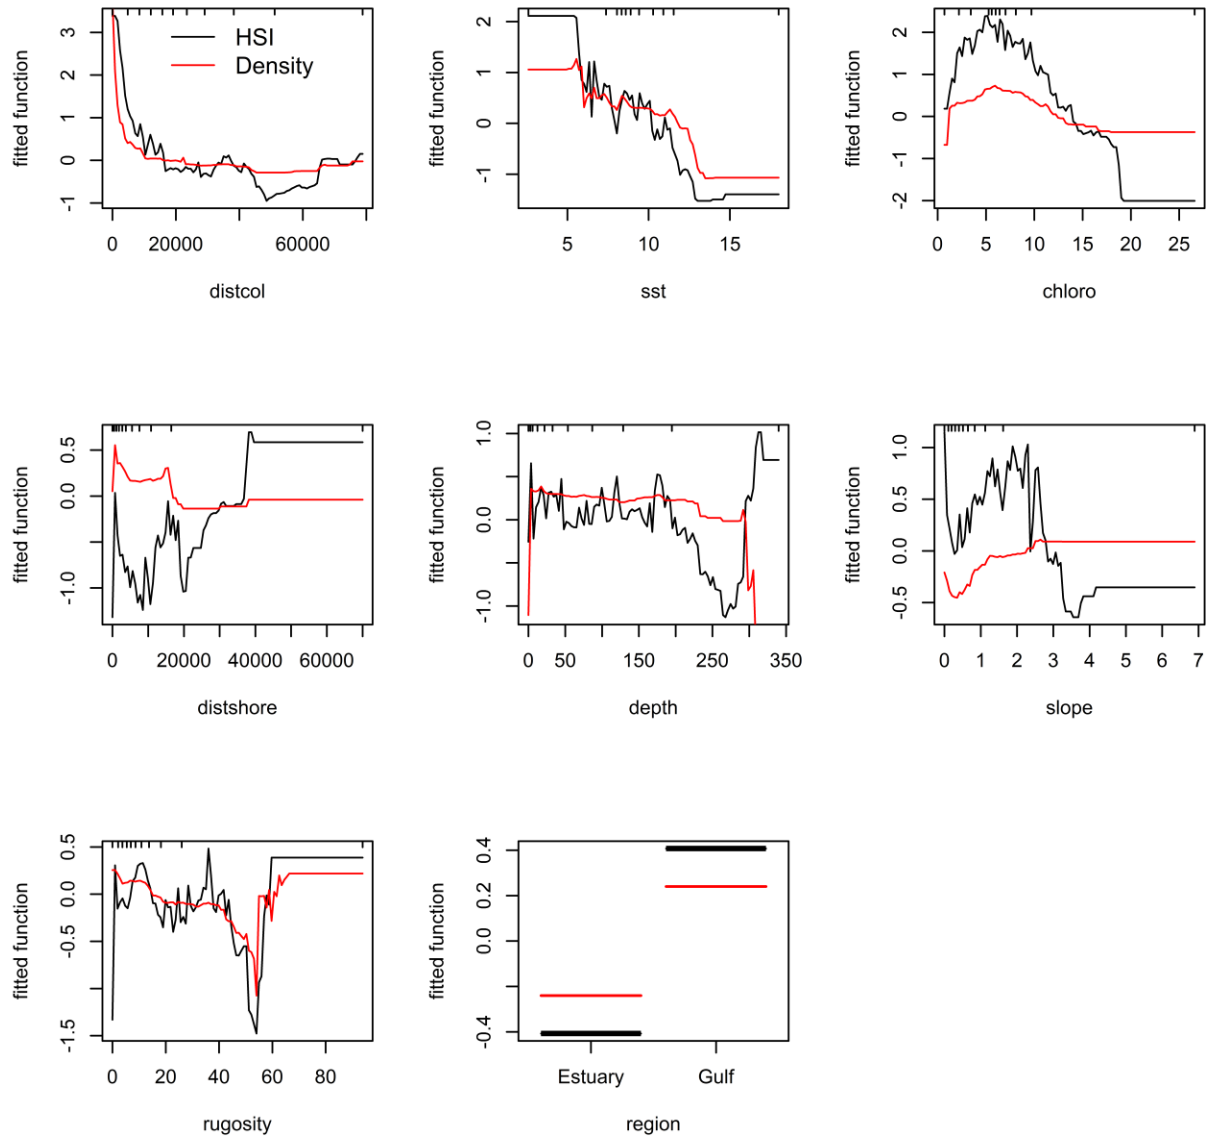 fitted function
3
2
1
0
-1
HSI
Density
0 20000 60000
distcol
fitted function
2
1
0
-1
5 10 15
sst
fitted function
2
1
0
-1
-2
0 5 10 15 20 25
chloro
fitted function
0.5
0.0
-1.0
0 20000 40000 60000
distshore
fitted function
1.0
0.0
-1.0
0 50 150 250 350
depth
fitted function
1.0
0.5
0.0
-0.5
0 1 2 3 4 5 6 7
slope
fitted function
0.5
0.0
-0.5
-1.5
0 20 40 60 80
rugosity
fitted function
0.4
0.2
0.0
-0.4
Estuary Gulf
region